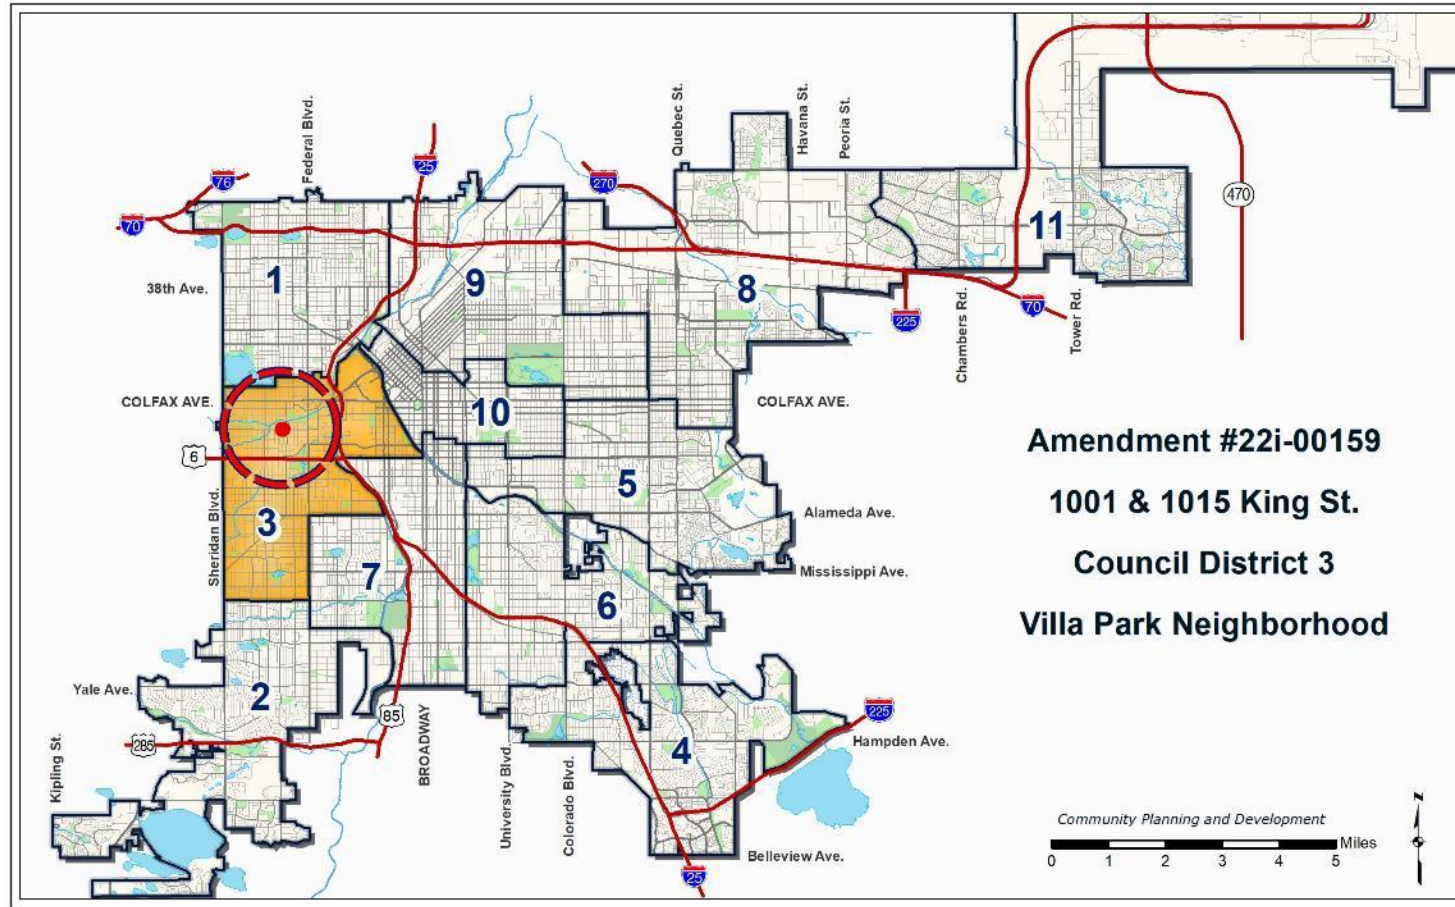 Federal Blvd.
Quebec St.
Havana St.
Peoria St.
76
25
270
470
70
1
9
8
11
38th Ave.
225
70
Chambers Rd.
Tower Rd.
COLFAX AVE.
10
COLFAX AVE.
6
5
Sheridan Blvd.
3
Alameda Ave.
7
6
Mississippi Ave.
Yale Ave.
2
85
BROADWAY
225
285
4
Hampden Ave.
Kipling St.
University Blvd.
Colorado Blvd.
Belleview Ave.
25
Amendment #22i-00159
1001 & 1015 King St.
Council District 3
Villa Park Neighborhood
Community Planning and Development
Miles
0 1 2 3 4 5
N